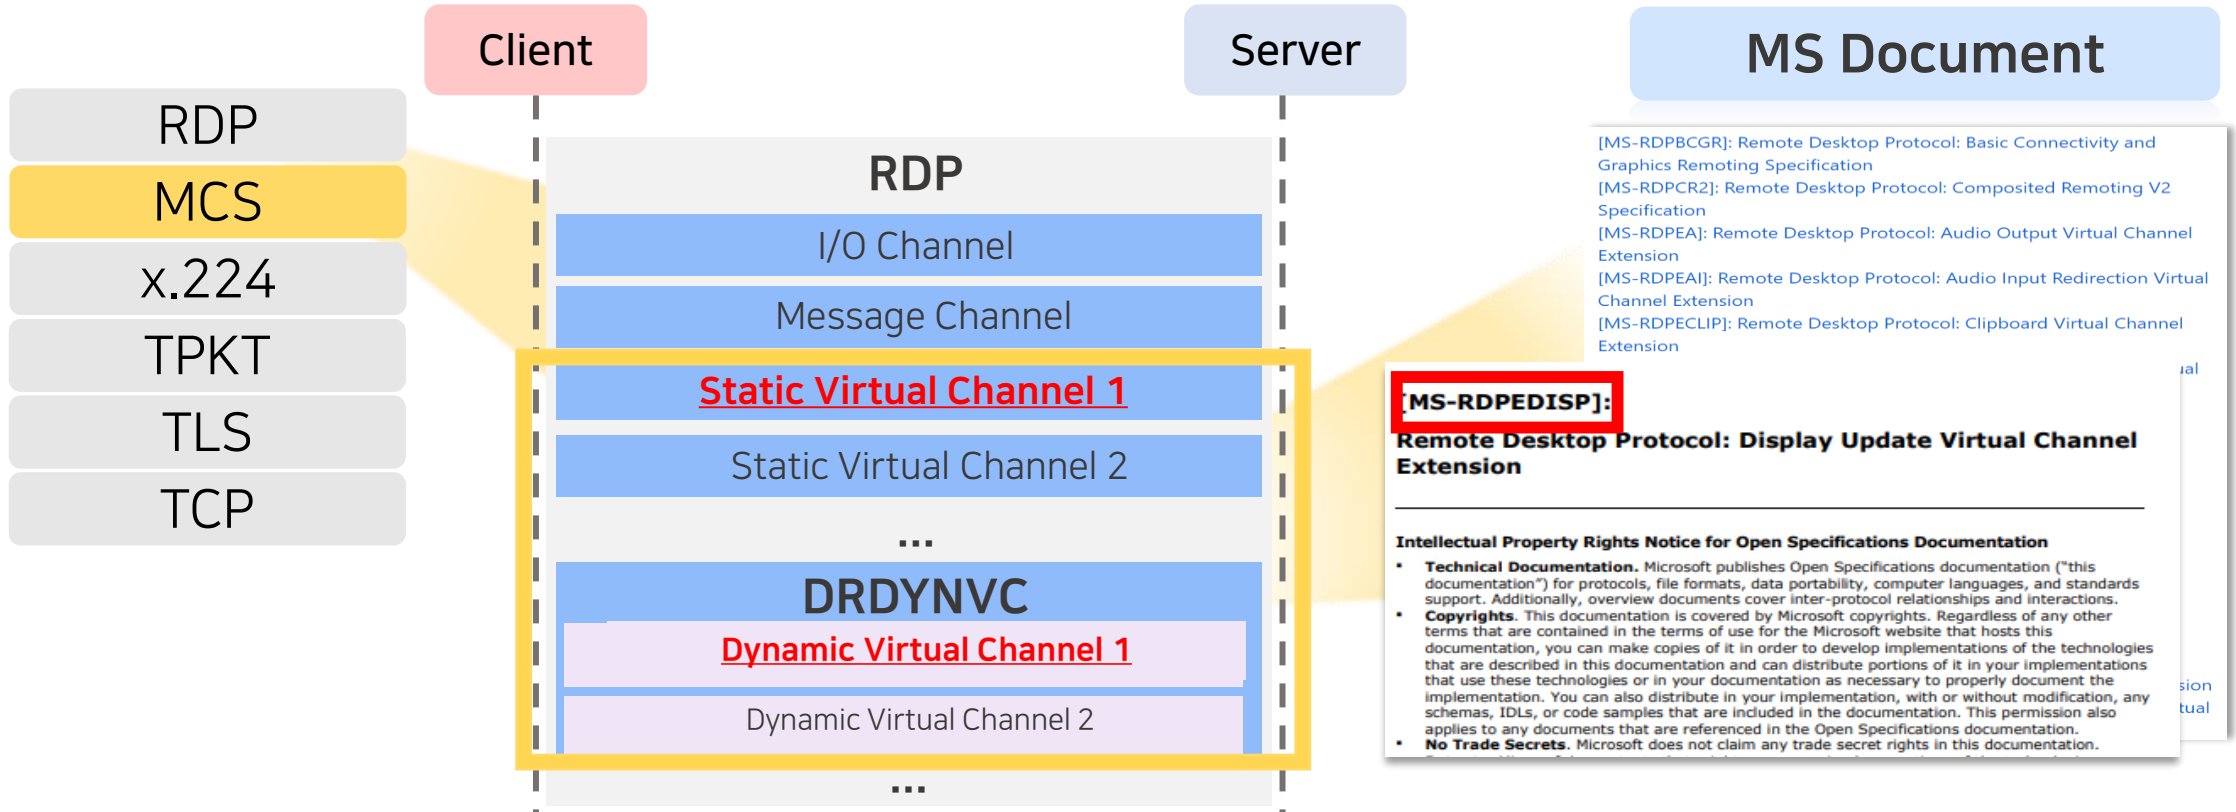 Client
Server
MS Document
RDP
MCS
x.224
TPKT
TLS
TCP
RDP
I/O Channel
Message Channel
Static Virtual Channel 1
Static Virtual Channel 2
...
DRDYNVC
Dynamic Virtual Channel 1
Dynamic Virtual Channel 2
...
[MS-RDPBCGR]: Remote Desktop Protocol: Basic Connectivity and
Graphics Remoting Specification
[MS-RDPCR2]: Remote Desktop Protocol: Composited Remoting V2
Specification
[MS-RDPEA]: Remote Desktop Protocol: Audio Output Virtual Channel
Extension
[MS-RDPEAI]: Remote Desktop Protocol: Audio Input Redirection Virtual
Channel Extension
[MS-RDPECLIP]: Remote Desktop Protocol: Clipboard Virtual Channel
Extension
[MS-RDPEDISP]:
Remote Desktop Protocol: Display Update Virtual Channel
Extension
Intellectual Property Rights Notice for Open Specifications Documentation
▪ Technical Documentation. Microsoft publishes Open Specifications documentation ("this
documentation") for protocols, file formats, data portability, computer languages, and standards
support. Additionally, overview documents cover inter-protocol relationships and interactions.
▪ Copyrights. This documentation is covered by Microsoft copyrights. Regardless of any other
terms that are contained in the terms of use for the Microsoft website that hosts this
documentation, you can make copies of it in order to develop implementations of the technologies
that are described in this documentation and can distribute portions of it in your implementations
that use these technologies or in your documentation as necessary to properly document the
implementation. You can also distribute in your implementation, with or without modification, any
schemas, IDLs, or code samples that are included in the documentation. This permission also
applies to any documents that are referenced in the Open Specifications documentation.
▪ No Trade Secrets. Microsoft does not claim any trade secret rights in this documentation.